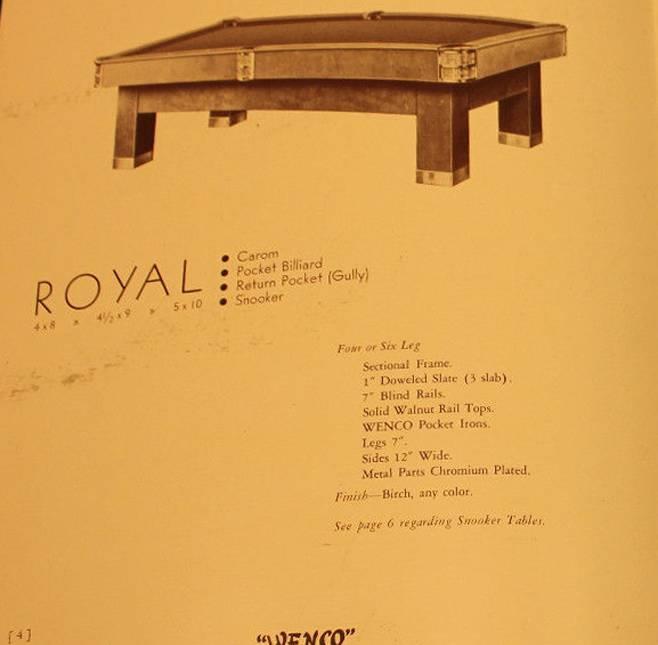 ROYAL
4x8 » 4½x9 » 5x10
• Carom
• Pocket Billiard
• Return Pocket (Gully)
• Snooker
Four or Six Leg
Sectional Frame.
1" Doweled Slate (3 slab).
7" Blind Rails.
Solid Walnut Rail Tops.
WENCO Pocket Irons.
Legs 7".
Sides 12" Wide.
Metal Parts Chromium Plated.
Finish—Birch, any color.
See page 6 regarding Snooker Tables.
[4]
"WENCO"